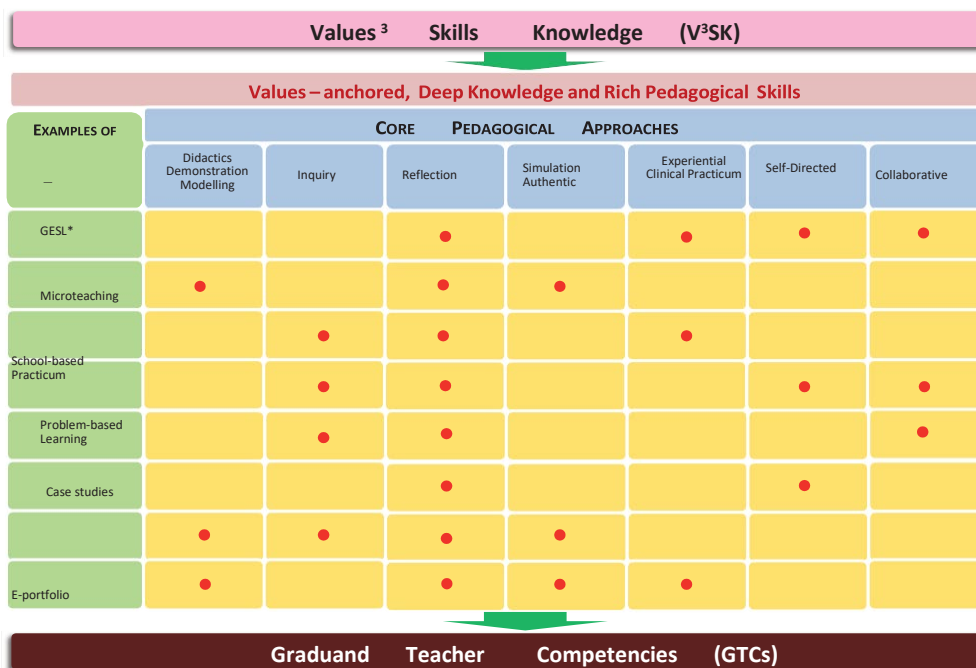 Values ³ Skills Knowledge (V³SK)
Values – anchored, Deep Knowledge and Rich Pedagogical Skills
EXAMPLES OF
_
CORE PEDAGOGICAL APPROACHES
Didactics
Demonstration
Modelling
Inquiry
Reflection
Simulation
Authentic
Experiential
Clinical Practicum
Self-Directed
Collaborative
GESL*
Microteaching
School-based
Practicum
Problem-based
Learning
Case studies
E-portfolio
Graduand Teacher Competencies (GTCs)